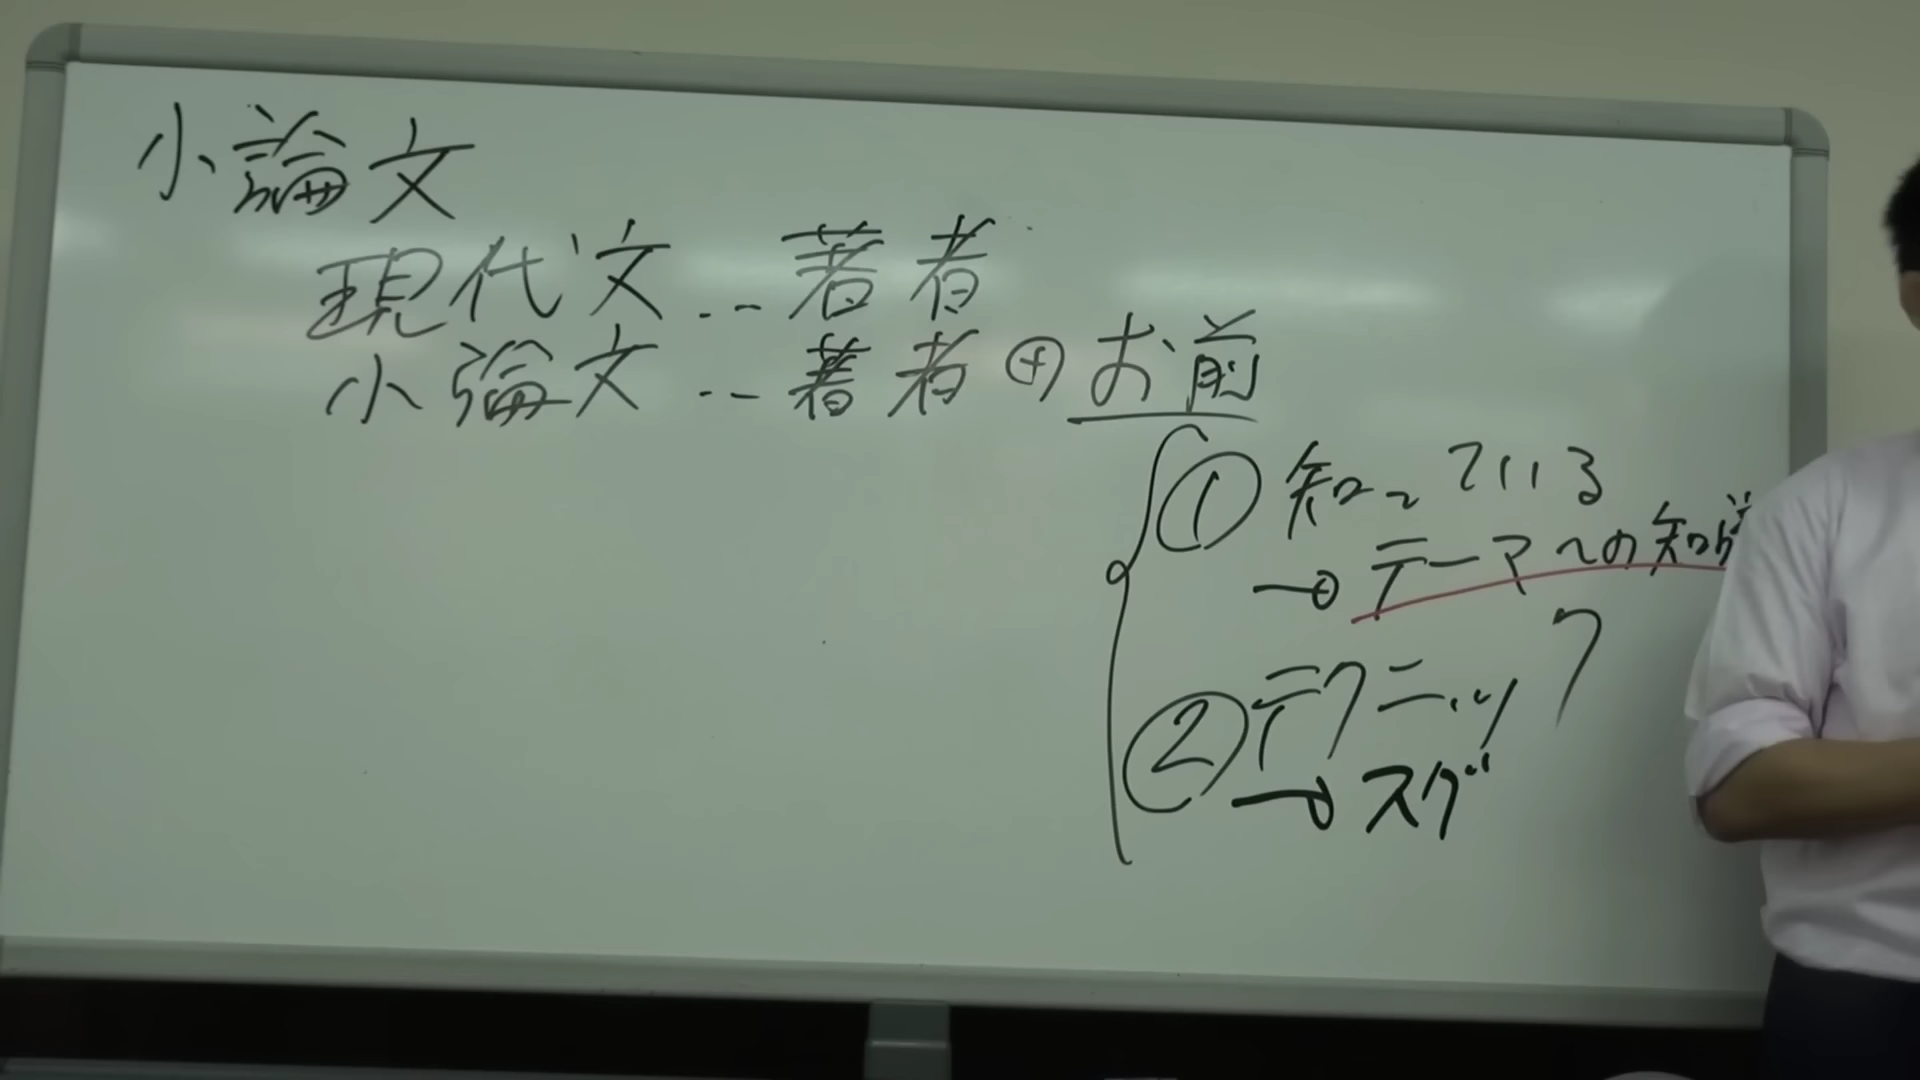 小論文
現代文...著者
小論文...著者⊕お前
①知っている
→テーマへの知
②テクニック
→スグ